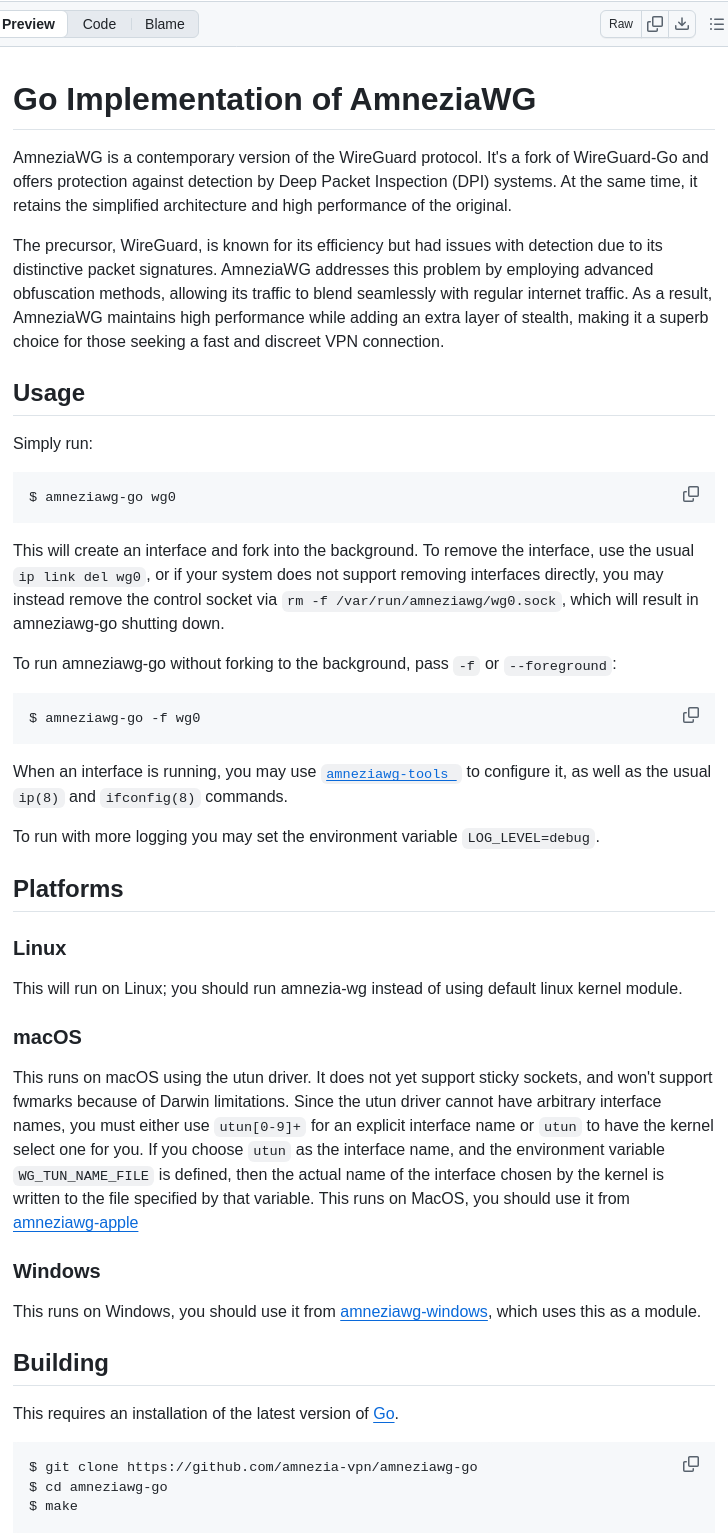 Preview Code Blame Raw
Go Implementation of AmneziaWG
AmneziaWG is a contemporary version of the WireGuard protocol. It's a fork of WireGuard-Go and
offers protection against detection by Deep Packet Inspection (DPI) systems. At the same time, it
retains the simplified architecture and high performance of the original.
The precursor, WireGuard, is known for its efficiency but had issues with detection due to its
distinctive packet signatures. AmneziaWG addresses this problem by employing advanced
obfuscation methods, allowing its traffic to blend seamlessly with regular internet traffic. As a result,
AmneziaWG maintains high performance while adding an extra layer of stealth, making it a superb
choice for those seeking a fast and discreet VPN connection.
Usage
Simply run:
$ amneziawg-go wg0
This will create an interface and fork into the background. To remove the interface, use the usual
ip link del wg0, or if your system does not support removing interfaces directly, you may
instead remove the control socket via rm -f /var/run/amneziawg/wg0.sock, which will result in
amneziawg-go shutting down.
To run amneziawg-go without forking to the background, pass -f or --foreground:
$ amneziawg-go -f wg0
When an interface is running, you may use amneziawg-tools to configure it, as well as the usual
ip(8) and ifconfig(8) commands.
To run with more logging you may set the environment variable LOG_LEVEL=debug.
Platforms
Linux
This will run on Linux; you should run amnezia-wg instead of using default linux kernel module.
macOS
This runs on macOS using the utun driver. It does not yet support sticky sockets, and won't support
fwmarks because of Darwin limitations. Since the utun driver cannot have arbitrary interface
names, you must either use utun[0-9]+ for an explicit interface name or utun to have the kernel
select one for you. If you choose utun as the interface name, and the environment variable
WG_TUN_NAME_FILE is defined, then the actual name of the interface chosen by the kernel is
written to the file specified by that variable. This runs on MacOS, you should use it from
amneziawg-apple
Windows
This runs on Windows, you should use it from amneziawg-windows, which uses this as a module.
Building
This requires an installation of the latest version of Go.
$ git clone https://github.com/amnezia-vpn/amneziawg-go
$ cd amneziawg-go
$ make